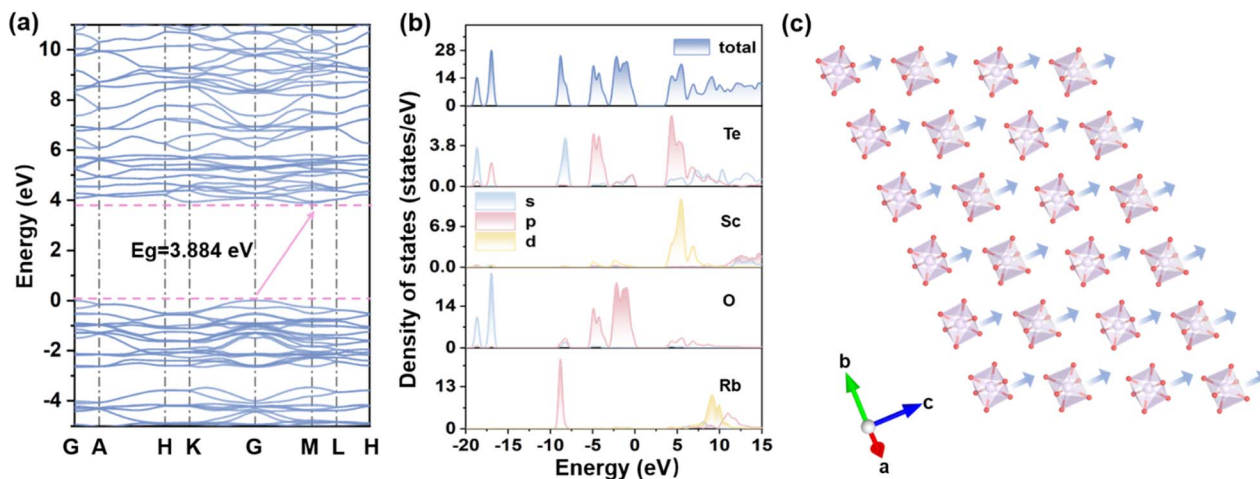 (a)
Energy (eV)
10
8
6
4
2
0
-2
-4
Eg=3.884 eV
G A H K G M L H
(b)
Density of states (states/eV)
total
28
14
0
Te
3.8
0.0
s
p
d
Sc
6.9
0.0
O
14
0
Rb
13
0
-20 -15 -10 -5 0 5 10 15
Energy (eV)
(c)
b
c
a